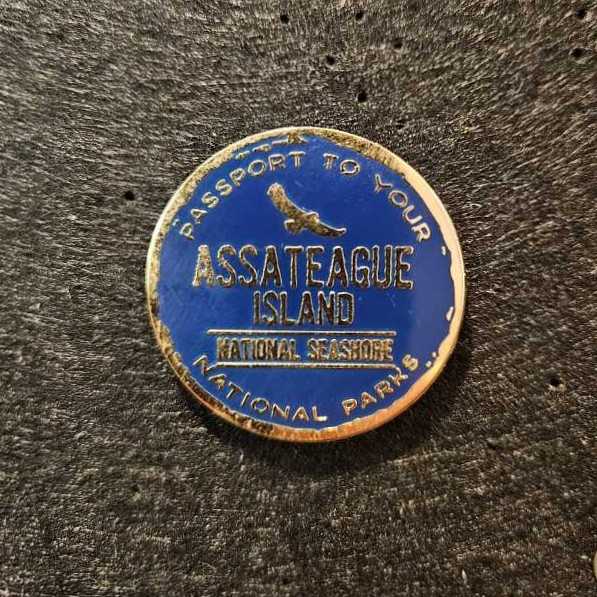 PASSPORT TO YOUR
ASSATEAGUE
ISLAND
NATIONAL SEASHORE
NATIONAL PARKS